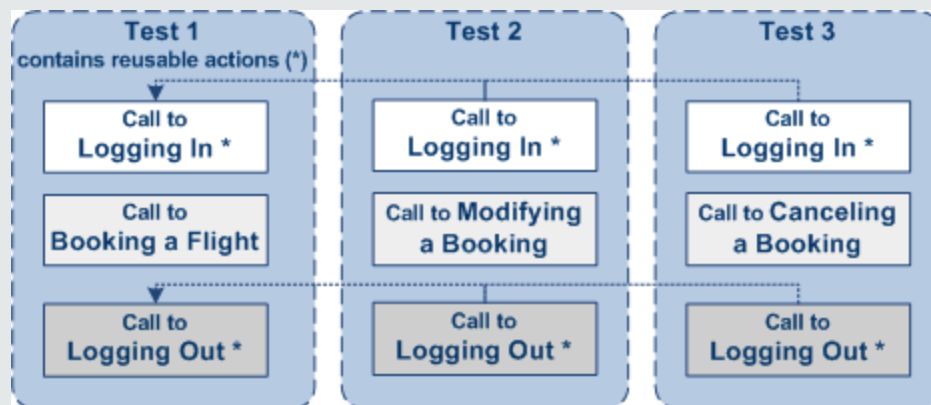 Test 1
contains reusable actions (*)
Call to
Logging In *
Call to
Booking a Flight
Call to
Logging Out *
Test 2
Call to
Logging In *
Call to Modifying
a Booking
Call to
Logging Out *
Test 3
Call to
Logging In *
Call to Canceling
a Booking
Call to
Logging Out *